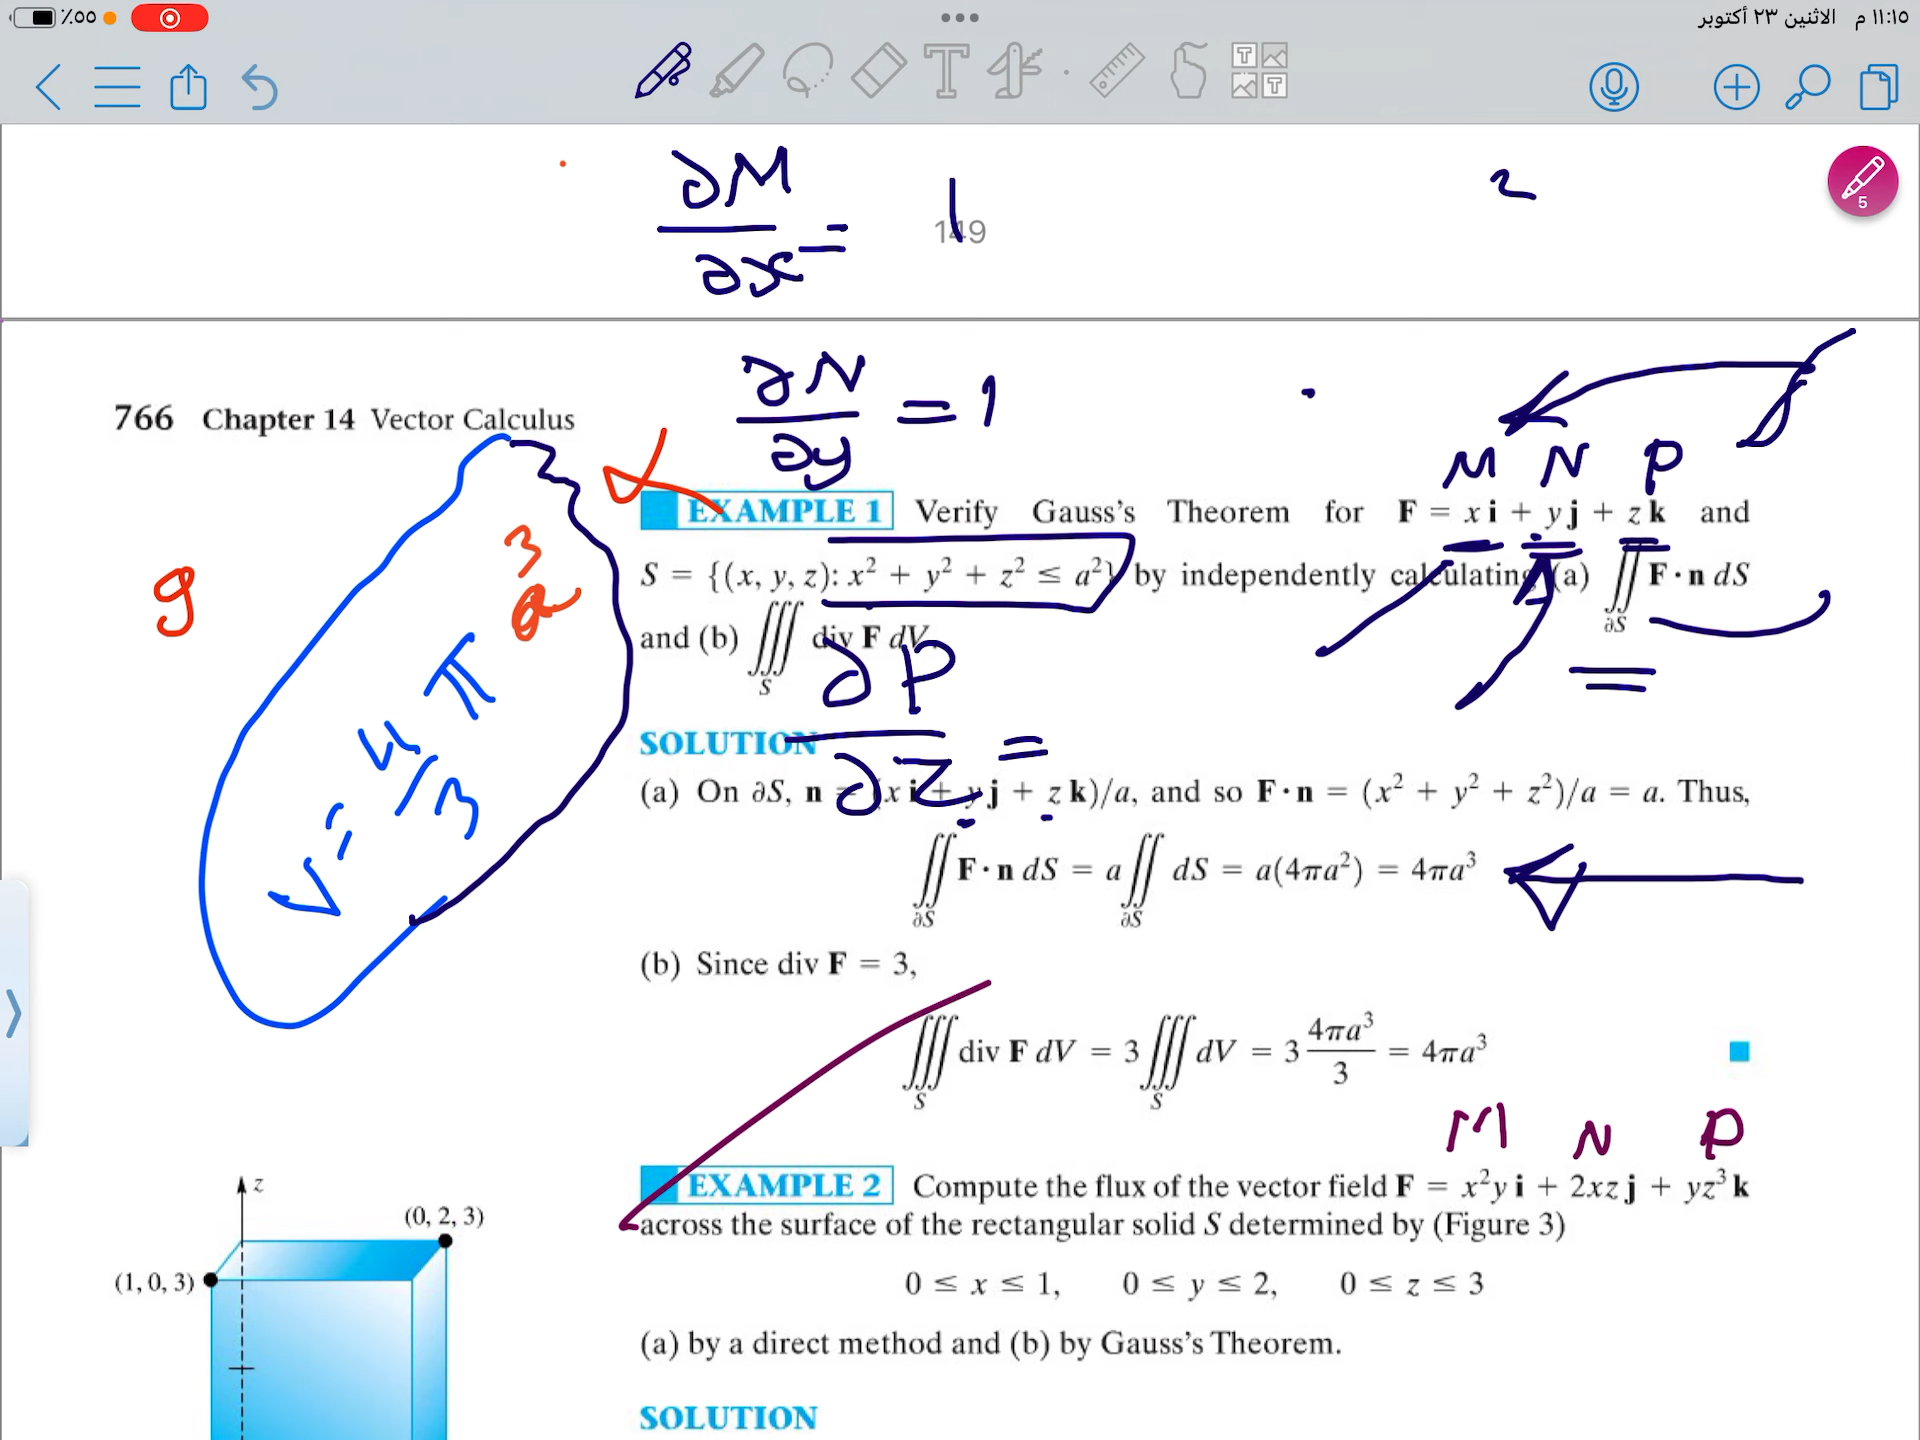 ٪٥٥
١١:١٥ م الاثنين ٢٣ أكتوبر
5
∂M/∂x = 1
2
149
∂N/∂y = 1
766 Chapter 14 Vector Calculus
M N P
EXAMPLE 1 Verify Gauss's Theorem for F = x i + y j + z k and
S = {(x, y, z): x² + y² + z² ≤ a²} by independently calculating (a) ∬_∂S F · n dS
and (b) ∭_S div F dV
∂P/∂z =
V = 4/3 π a³
SOLUTION
(a) On ∂S, n = (x i + y j + z k)/a, and so F · n = (x² + y² + z²)/a = a. Thus,
∬_∂S F · n dS = a ∬_∂S dS = a(4πa²) = 4πa³
(b) Since div F = 3,
∭_S div F dV = 3 ∭_S dV = 3 4πa³/3 = 4πa³
M N P
EXAMPLE 2 Compute the flux of the vector field F = x²y i + 2xz j + yz³ k
across the surface of the rectangular solid S determined by (Figure 3)
0 ≤ x ≤ 1, 0 ≤ y ≤ 2, 0 ≤ z ≤ 3
(a) by a direct method and (b) by Gauss's Theorem.
SOLUTION
z
(0, 2, 3)
(1, 0, 3)